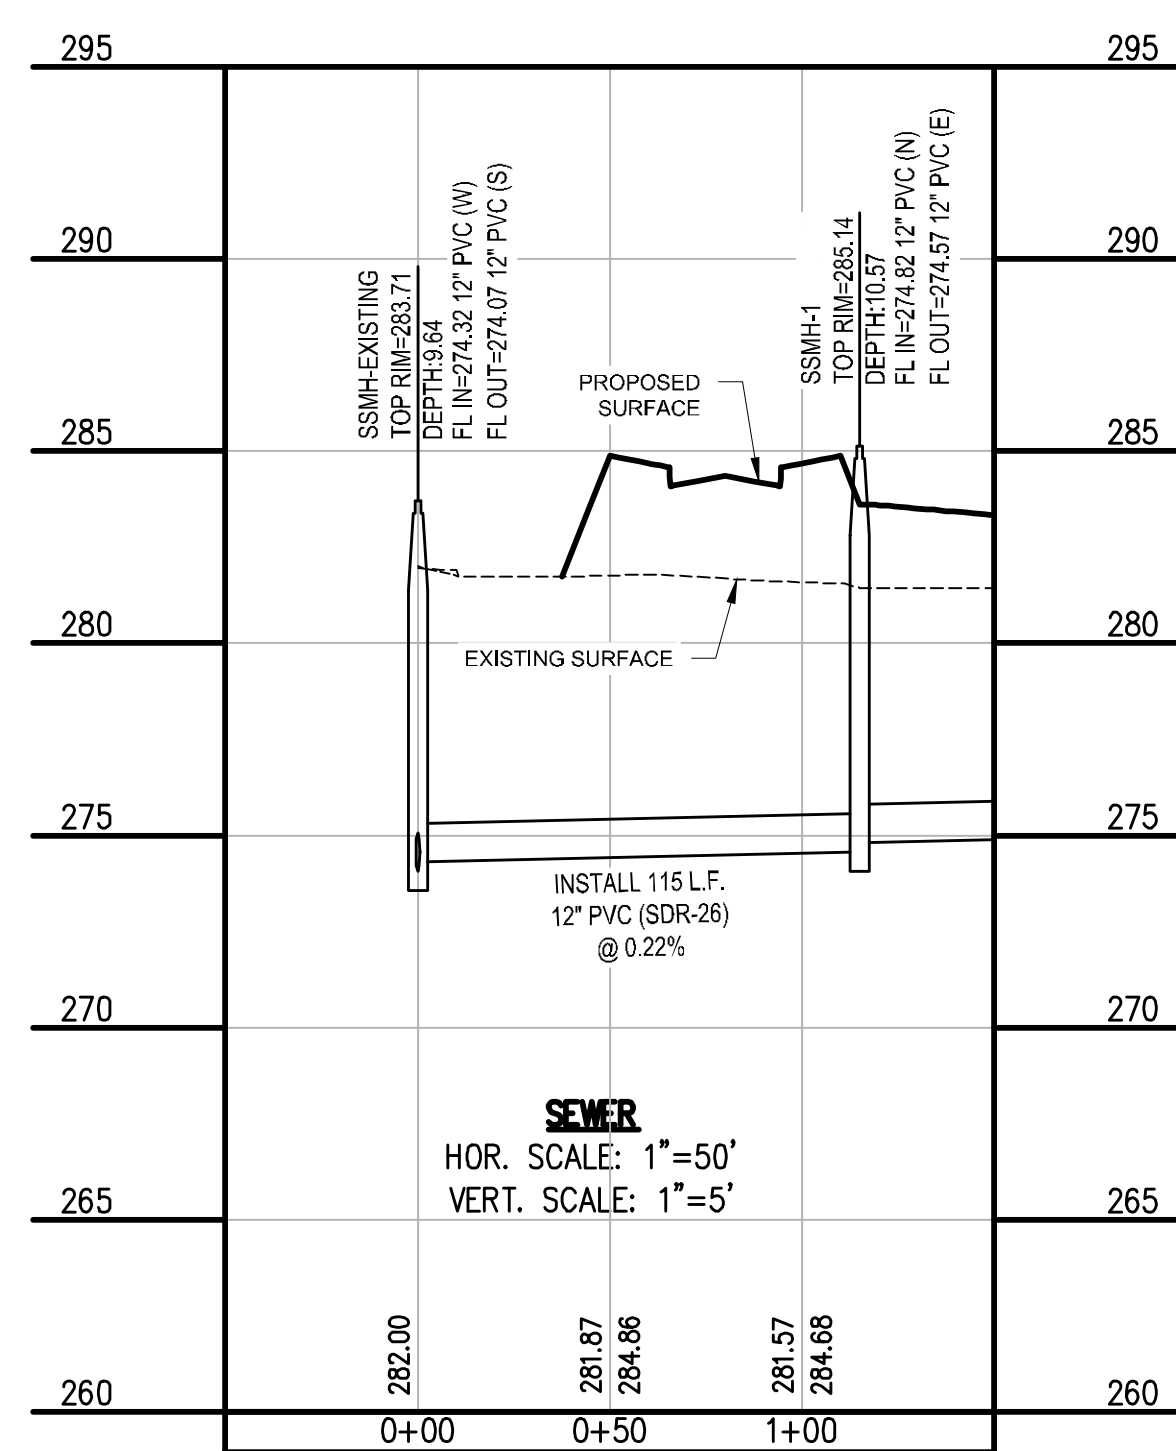 295
295
290
290
285
285
280
280
275
275
270
270
265
265
260
260
SSMH-EXISTING
TOP RIM=283.71
DEPTH:9.64
FL IN=274.32 12" PVC (W)
FL OUT=274.07 12" PVC (S)
SSMH-1
TOP RIM=285.14
DEPTH:10.57
FL IN=274.82 12" PVC (N)
FL OUT=274.57 12" PVC (E)
PROPOSED
SURFACE
EXISTING SURFACE
INSTALL 115 L.F.
12" PVC (SDR-26)
@ 0.22%
SEWER
HOR. SCALE: 1"=50'
VERT. SCALE: 1"=5'
282.00
281.87
284.86
281.57
284.68
0+00
0+50
1+00